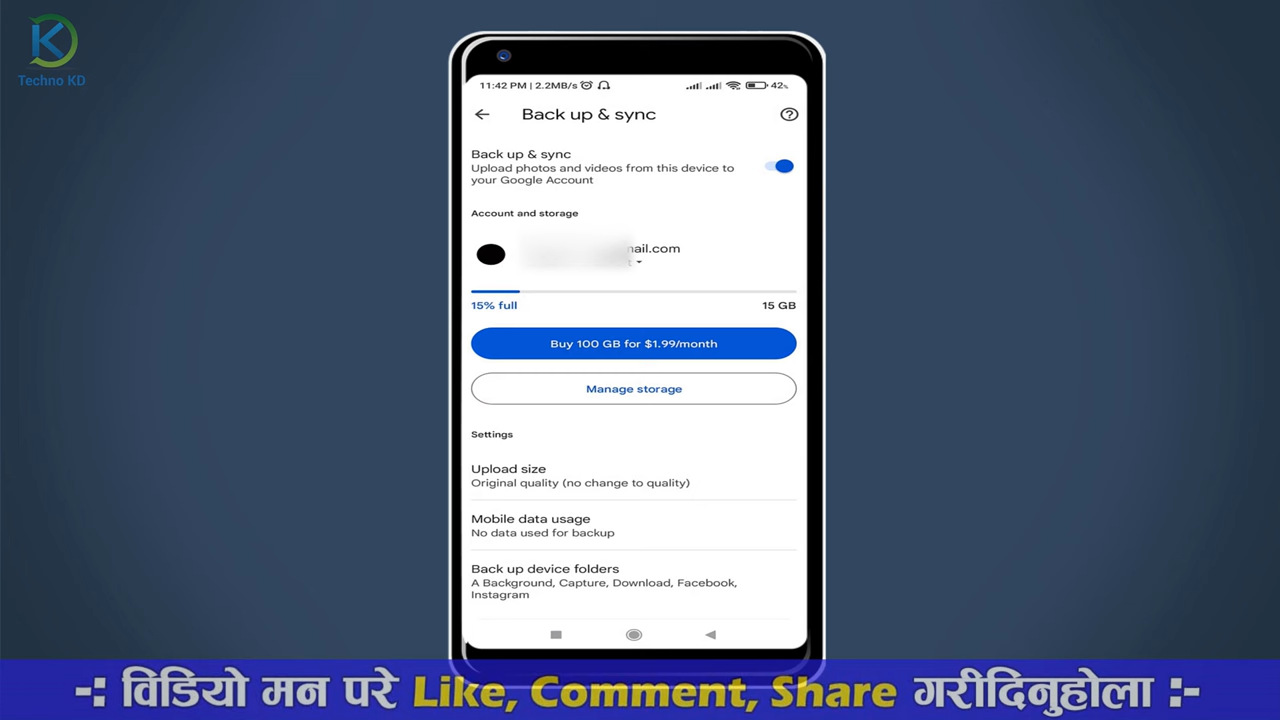 Techno KD
11:42 PM | 2.2MB/s
42%
Back up & sync
Back up & sync
Upload photos and videos from this device to
your Google Account
Account and storage
mail.com
15% full
15 GB
Buy 100 GB for $1.99/month
Manage storage
Settings
Upload size
Original quality (no change to quality)
Mobile data usage
No data used for backup
Back up device folders
A Background, Capture, Download, Facebook,
Instagram
-: विडियो मन परे Like, Comment, Share गरीदिनुहोला :-